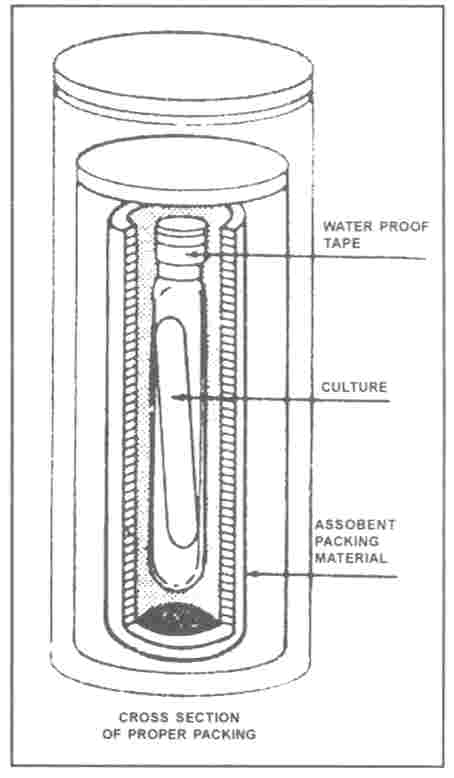 WATER PROOF
TAPE
CULTURE
ASSOBENT
PACKING
MATERIAL
CROSS SECTION
OF PROPER PACKING